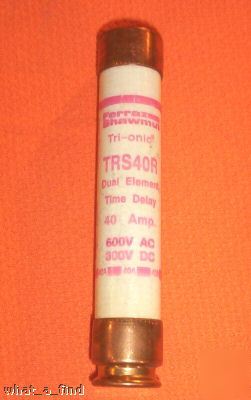 Ferraz
Shawmut
Tri-onic
TRS40R
Dual Element
Time Delay
40 Amp
600V AC
300V DC
what_a_find